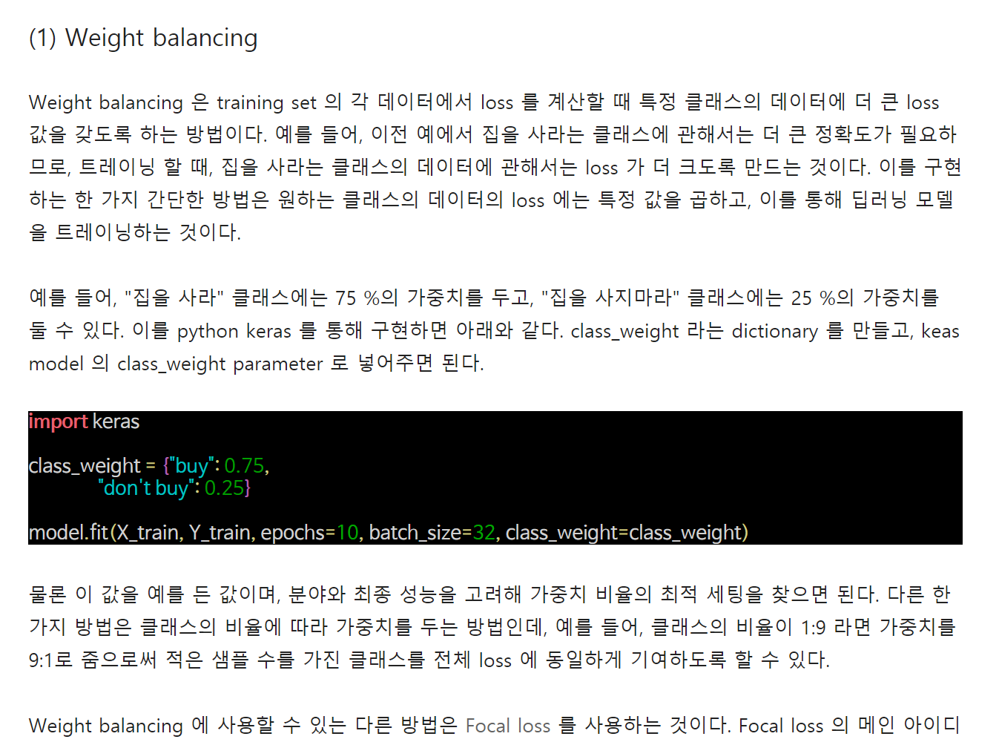 (1) Weight balancing
Weight balancing 은 training set 의 각 데이터에서 loss 를 계산할 때 특정 클래스의 데이터에 더 큰 loss
값을 갖도록 하는 방법이다. 예를 들어, 이전 예에서 집을 사라는 클래스에 관해서는 더 큰 정확도가 필요하
므로, 트레이닝 할 때, 집을 사라는 클래스의 데이터에 관해서는 loss 가 더 크도록 만드는 것이다. 이를 구현
하는 한 가지 간단한 방법은 원하는 클래스의 데이터의 loss 에는 특정 값을 곱하고, 이를 통해 딥러닝 모델
을 트레이닝하는 것이다.
예를 들어, "집을 사라" 클래스에는 75 %의 가중치를 두고, "집을 사지마라" 클래스에는 25 %의 가중치를
둘 수 있다. 이를 python keras 를 통해 구현하면 아래와 같다. class_weight 라는 dictionary 를 만들고, keas
model 의 class_weight parameter 로 넣어주면 된다.
import keras
class_weight = {"buy": 0.75,
"don't buy": 0.25}
model.fit(X_train, Y_train, epochs=10, batch_size=32, class_weight=class_weight)
물론 이 값을 예를 든 값이며, 분야와 최종 성능을 고려해 가중치 비율의 최적 세팅을 찾으면 된다. 다른 한
가지 방법은 클래스의 비율에 따라 가중치를 두는 방법인데, 예를 들어, 클래스의 비율이 1:9 라면 가중치를
9:1로 줌으로써 적은 샘플 수를 가진 클래스를 전체 loss 에 동일하게 기여하도록 할 수 있다.
Weight balancing 에 사용할 수 있는 다른 방법은 Focal loss 를 사용하는 것이다. Focal loss 의 메인 아이디